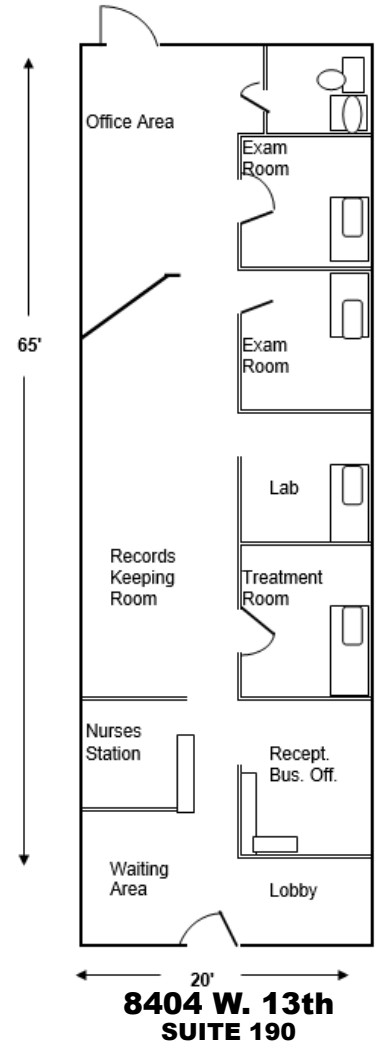 Office Area
Exam
Room
65'
Exam
Room
Lab
Records
Keeping
Room
Treatment
Room
Nurses
Station
Recept.
Bus. Off.
Waiting
Area
Lobby
20'
8404 W. 13th
SUITE 190